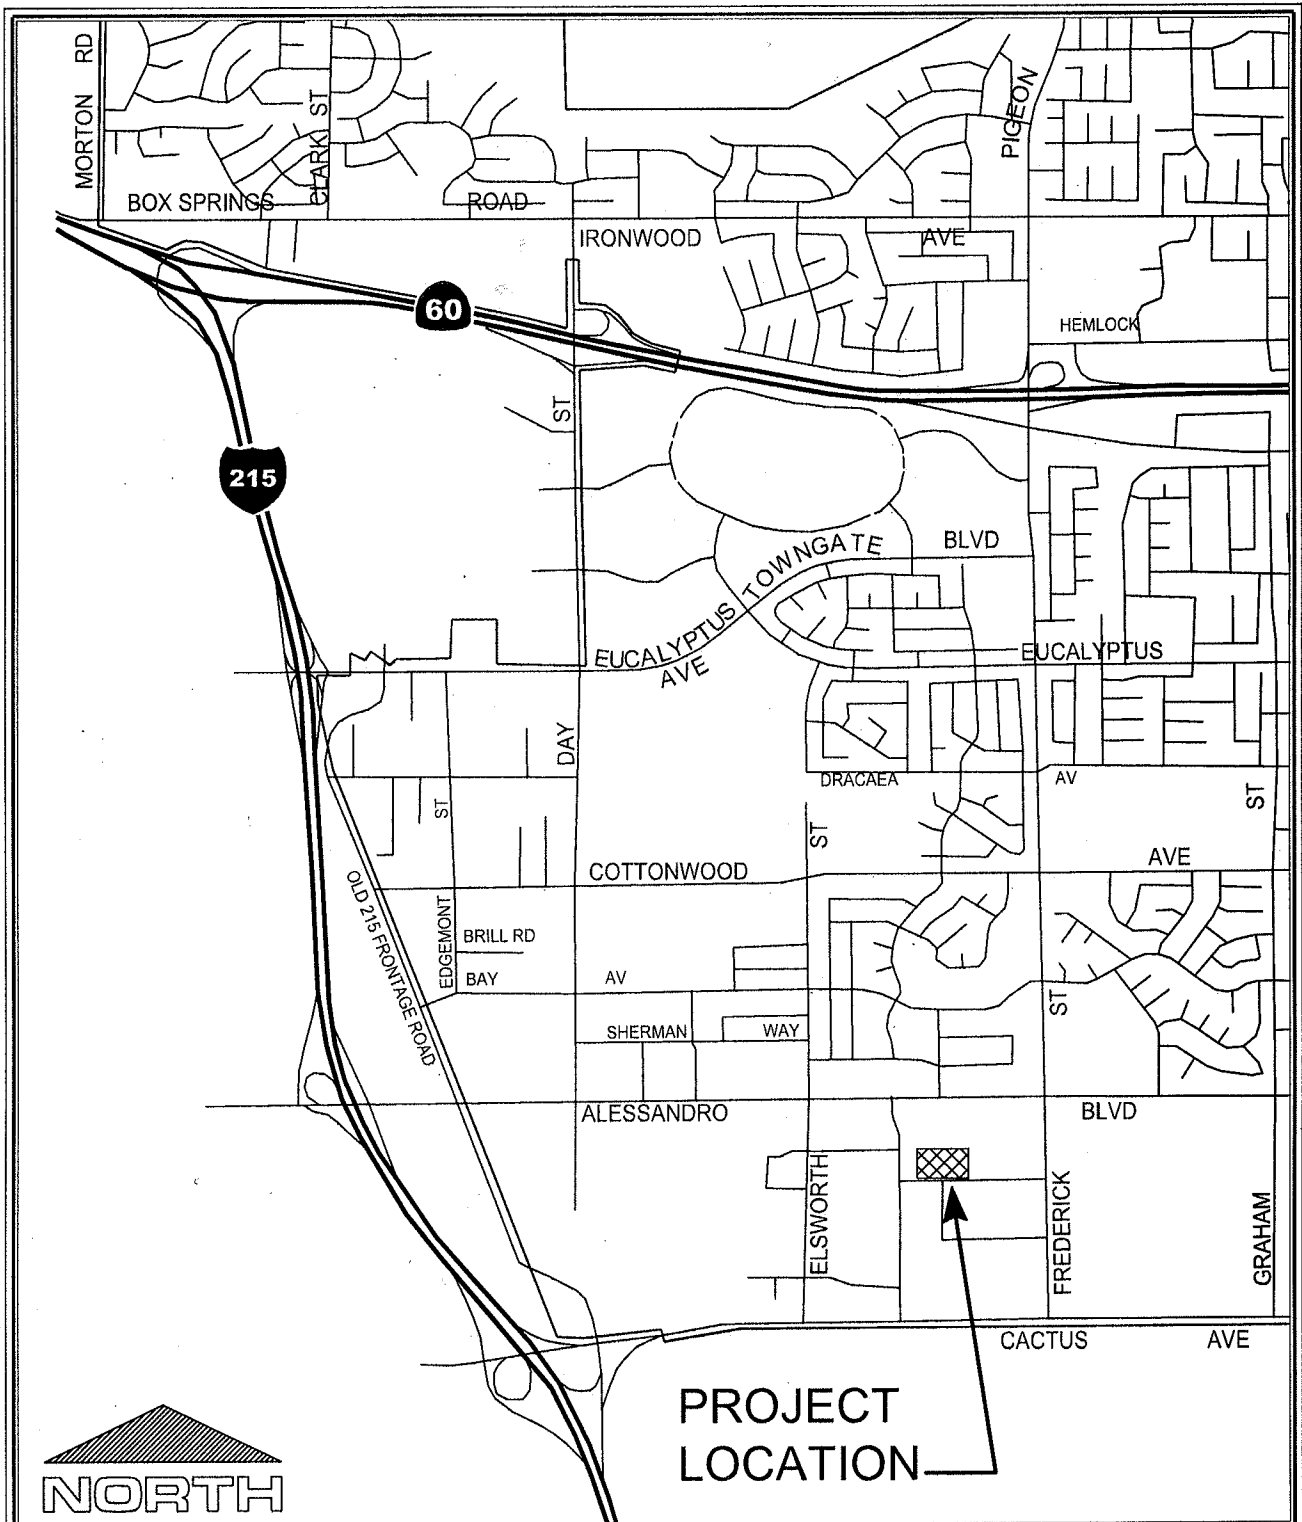 MORTON RD
CLARK ST
PIGEON
BOX SPRINGS ROAD
IRONWOOD AVE
60
HEMLOCK
ST
215
TOWNGATE BLVD
EUCALYPTUS
AVE
EUCALYPTUS
DAY
DRACAEA AV
ST
ST
ST
COTTONWOOD AVE
OLD 215 FRONTAGE ROAD
EDGEMONT
BRILL RD
BAY AV
ST
SHERMAN WAY
ALESSANDRO BLVD
ELSWORTH
FREDERICK
GRAHAM
CACTUS AVE
PROJECT
LOCATION
NORTH